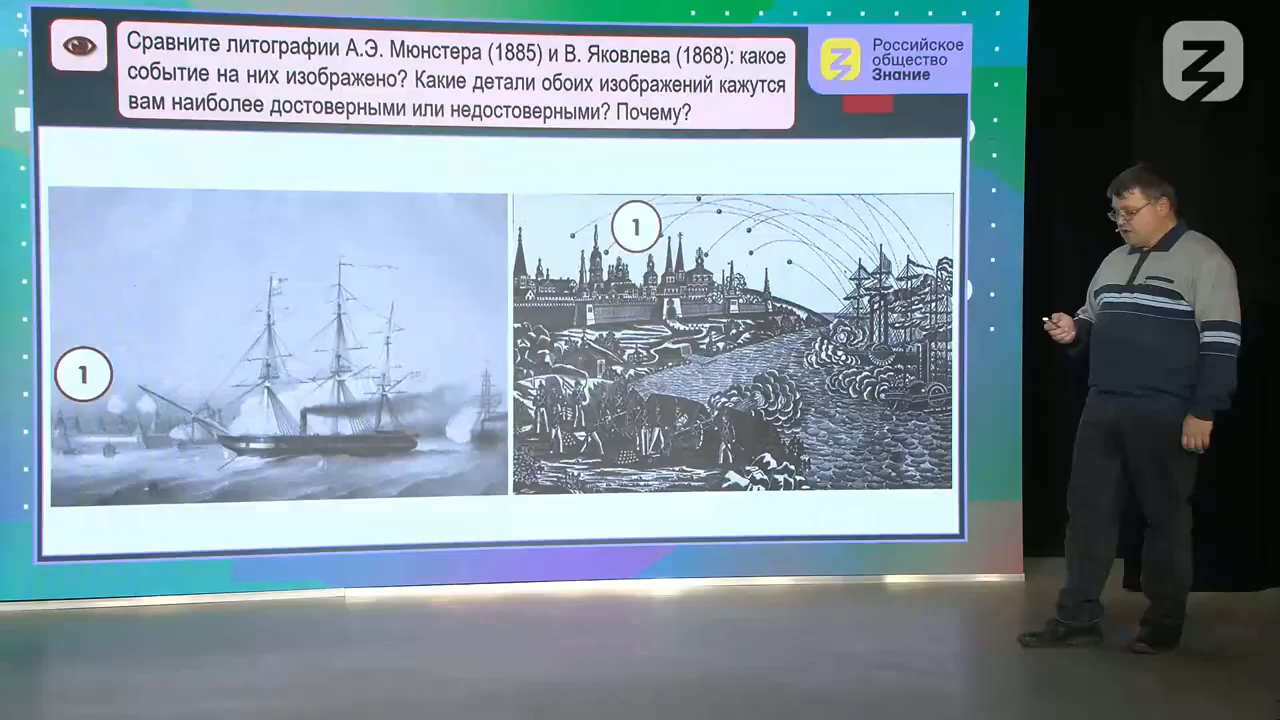 Сравните литографии А.Э. Мюнстера (1885) и В. Яковлева (1868): какое
событие на них изображено? Какие детали обоих изображений кажутся
вам наиболее достоверными или недостоверными? Почему?
Российское
общество
Знание
1
1